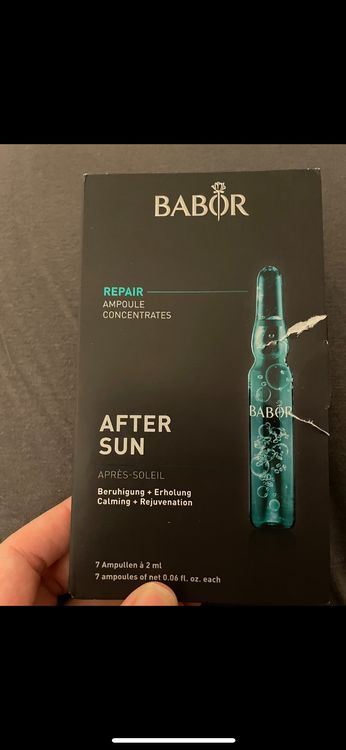 BABOR
REPAIR
AMPOULE
CONCENTRATES
BABOR
AFTER
SUN
APRÈS-SOLEIL
Beruhigung + Erholung
Calming + Rejuvenation
7 Ampullen à 2 ml
7 ampoules of net 0.06 fl. oz. each